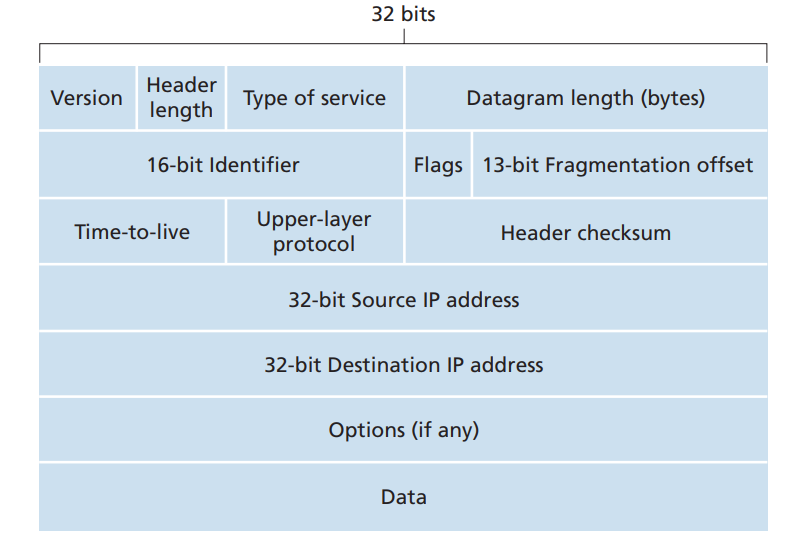 32 bits
Version
Header
length
Type of service
Datagram length (bytes)
16-bit Identifier
Flags
13-bit Fragmentation offset
Time-to-live
Upper-layer
protocol
Header checksum
32-bit Source IP address
32-bit Destination IP address
Options (if any)
Data